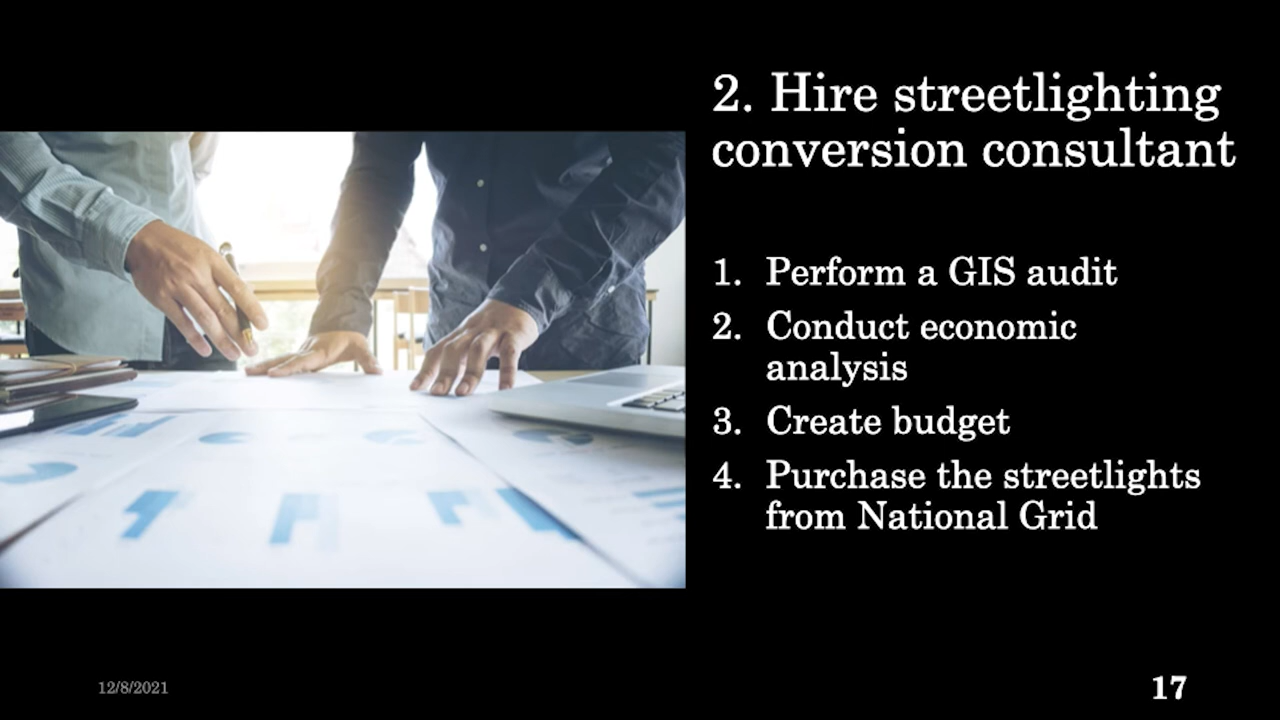 2. Hire streetlighting
conversion consultant
1. Perform a GIS audit
2. Conduct economic
analysis
3. Create budget
4. Purchase the streetlights
from National Grid
12/8/2021
17